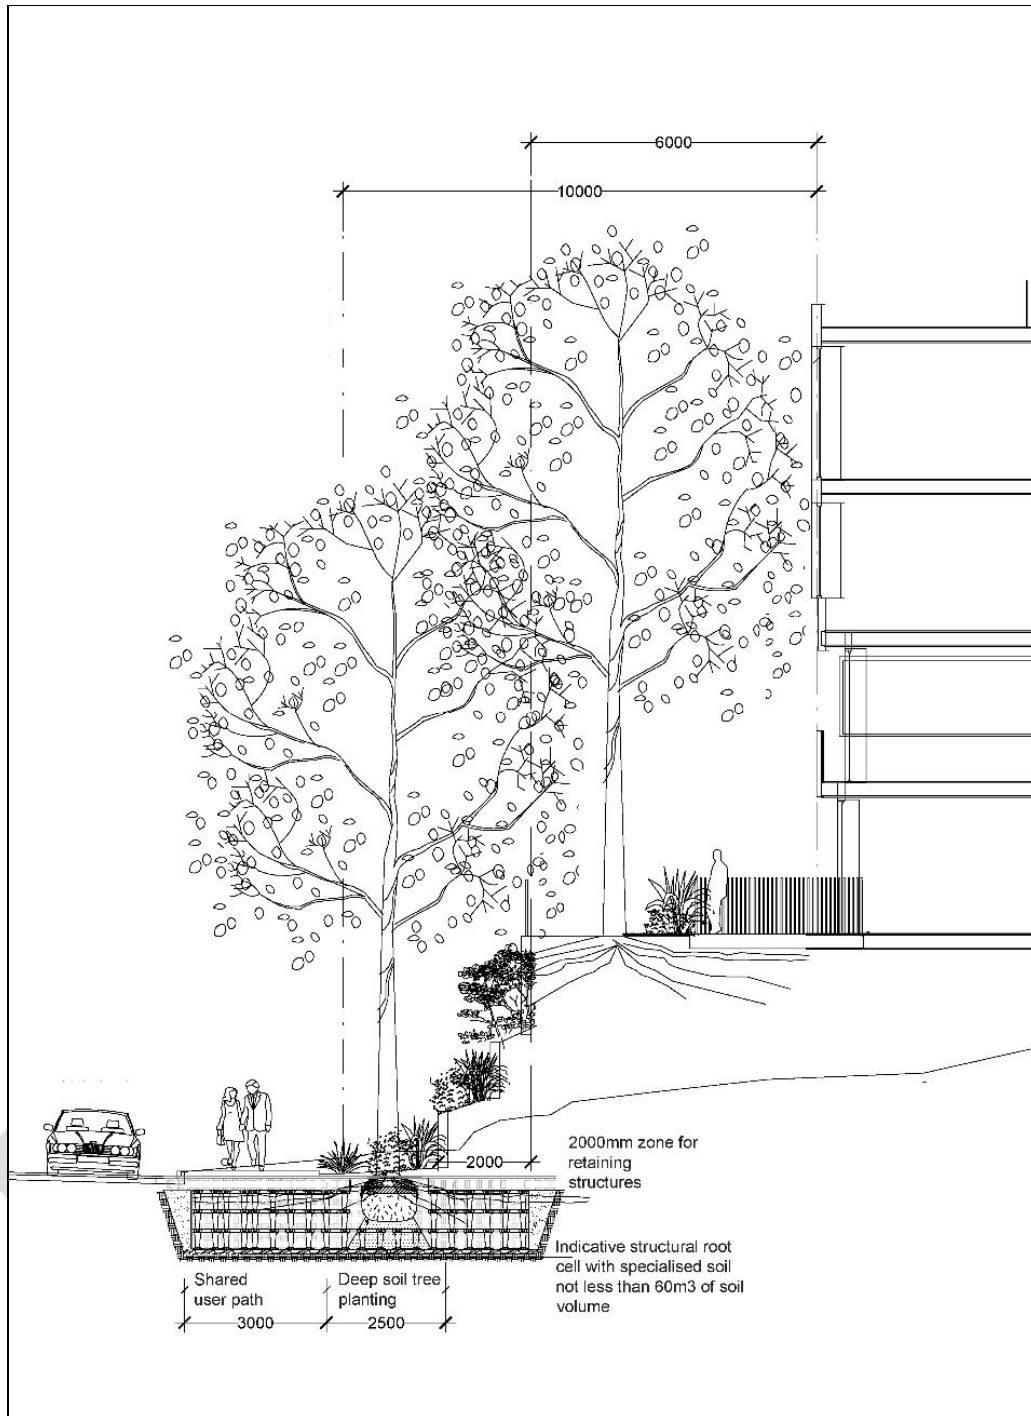 6000
10000
2000
2000mm zone for
retaining
structures
Indicative structural root
cell with specialised soil
not less than 60m3 of soil
volume
Shared
user path
Deep soil tree
planting
3000
2500